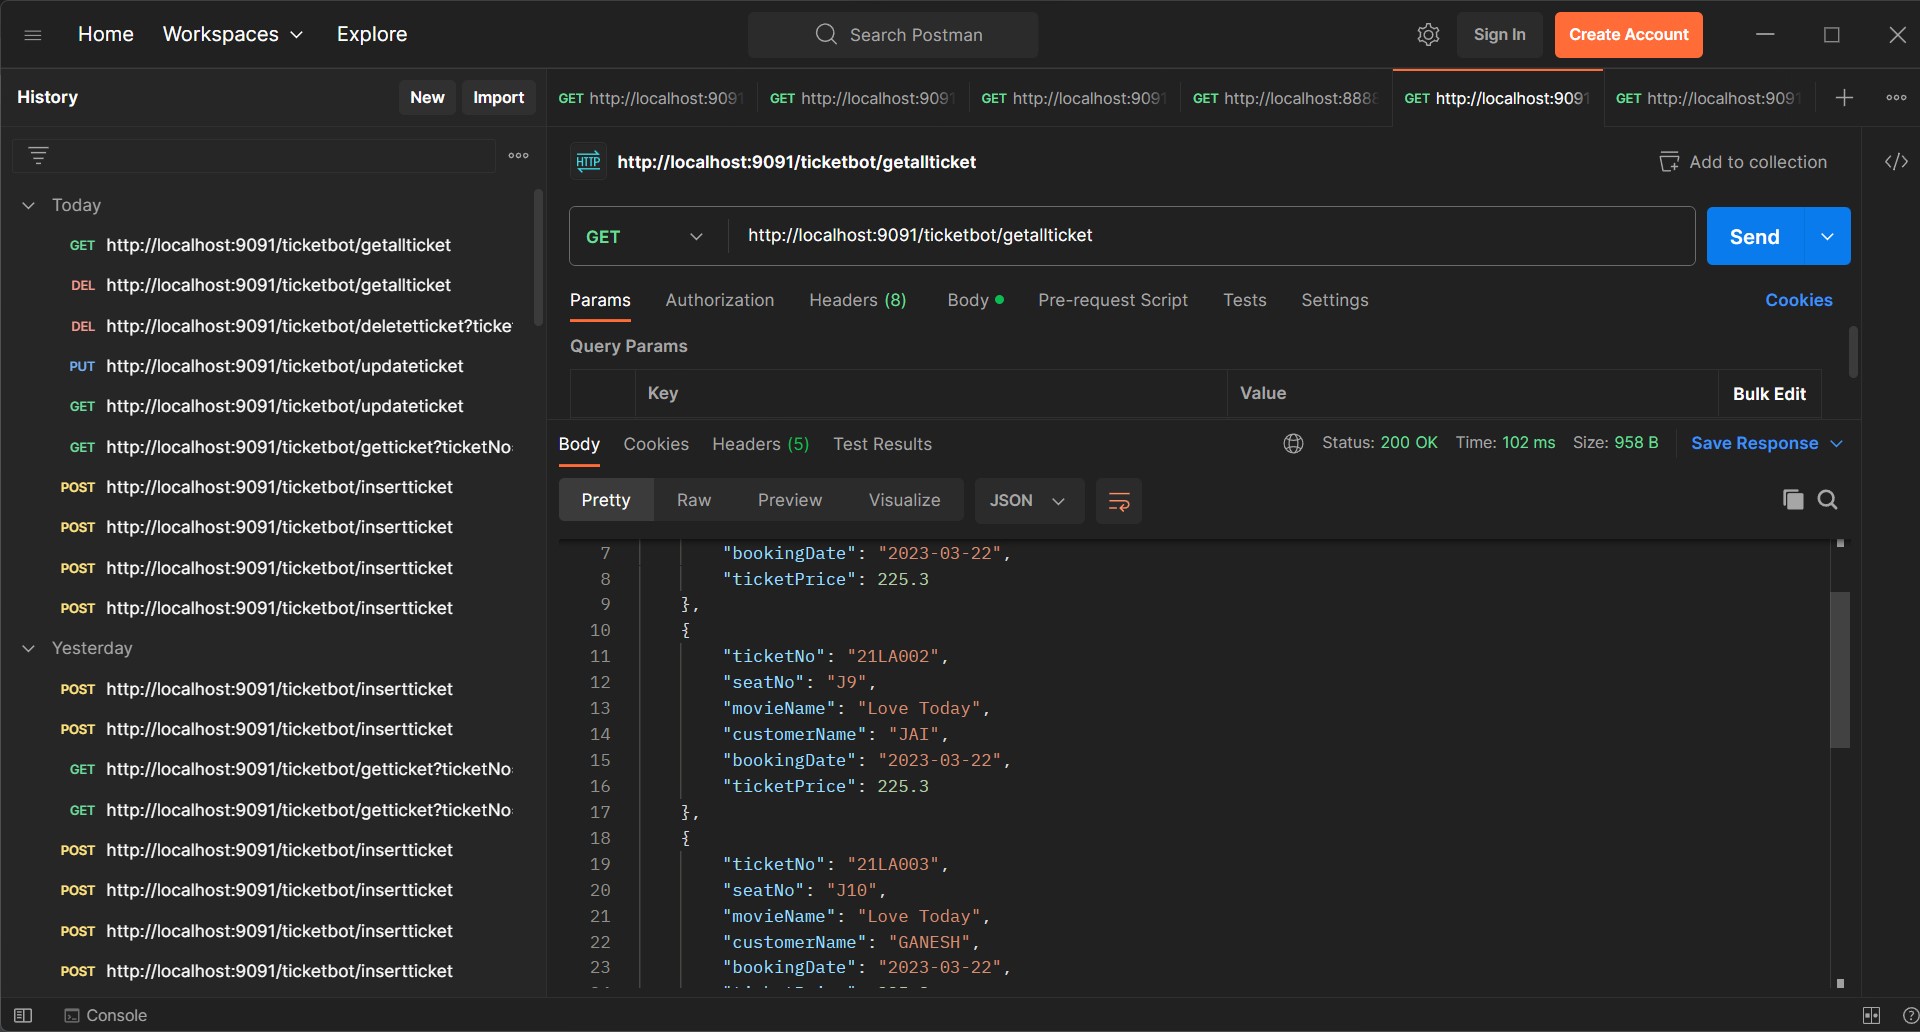 Home Workspaces Explore Search Postman Sign In Create Account
History New Import
GET http://localhost:9091 GET http://localhost:9091 GET http://localhost:9091 GET http://localhost:8888 GET http://localhost:9091 GET http://localhost:9091
HTTP http://localhost:9091/ticketbot/getallticket Add to collection
GET http://localhost:9091/ticketbot/getallticket Send
Params Authorization Headers (8) Body Pre-request Script Tests Settings Cookies
Query Params
Key Value Bulk Edit
Today
GET http://localhost:9091/ticketbot/getallticket
DEL http://localhost:9091/ticketbot/getallticket
DEL http://localhost:9091/ticketbot/deleteticket?ticke
PUT http://localhost:9091/ticketbot/updateticket
GET http://localhost:9091/ticketbot/updateticket
GET http://localhost:9091/ticketbot/getticket?ticketNo
POST http://localhost:9091/ticketbot/insertticket
POST http://localhost:9091/ticketbot/insertticket
POST http://localhost:9091/ticketbot/insertticket
POST http://localhost:9091/ticketbot/insertticket
Yesterday
POST http://localhost:9091/ticketbot/insertticket
POST http://localhost:9091/ticketbot/insertticket
GET http://localhost:9091/ticketbot/getticket?ticketNo
GET http://localhost:9091/ticketbot/getticket?ticketNo
POST http://localhost:9091/ticketbot/insertticket
POST http://localhost:9091/ticketbot/insertticket
POST http://localhost:9091/ticketbot/insertticket
POST http://localhost:9091/ticketbot/insertticket
Body Cookies Headers (5) Test Results Status: 200 OK Time: 102 ms Size: 958 B Save Response
Pretty Raw Preview Visualize JSON
7 "bookingDate": "2023-03-22",
8 "ticketPrice": 225.3
9 },
10 {
11 "ticketNo": "21LA002",
12 "seatNo": "J9",
13 "movieName": "Love Today",
14 "customerName": "JAI",
15 "bookingDate": "2023-03-22",
16 "ticketPrice": 225.3
17 },
18 {
19 "ticketNo": "21LA003",
20 "seatNo": "J10",
21 "movieName": "Love Today",
22 "customerName": "GANESH",
23 "bookingDate": "2023-03-22",
Console